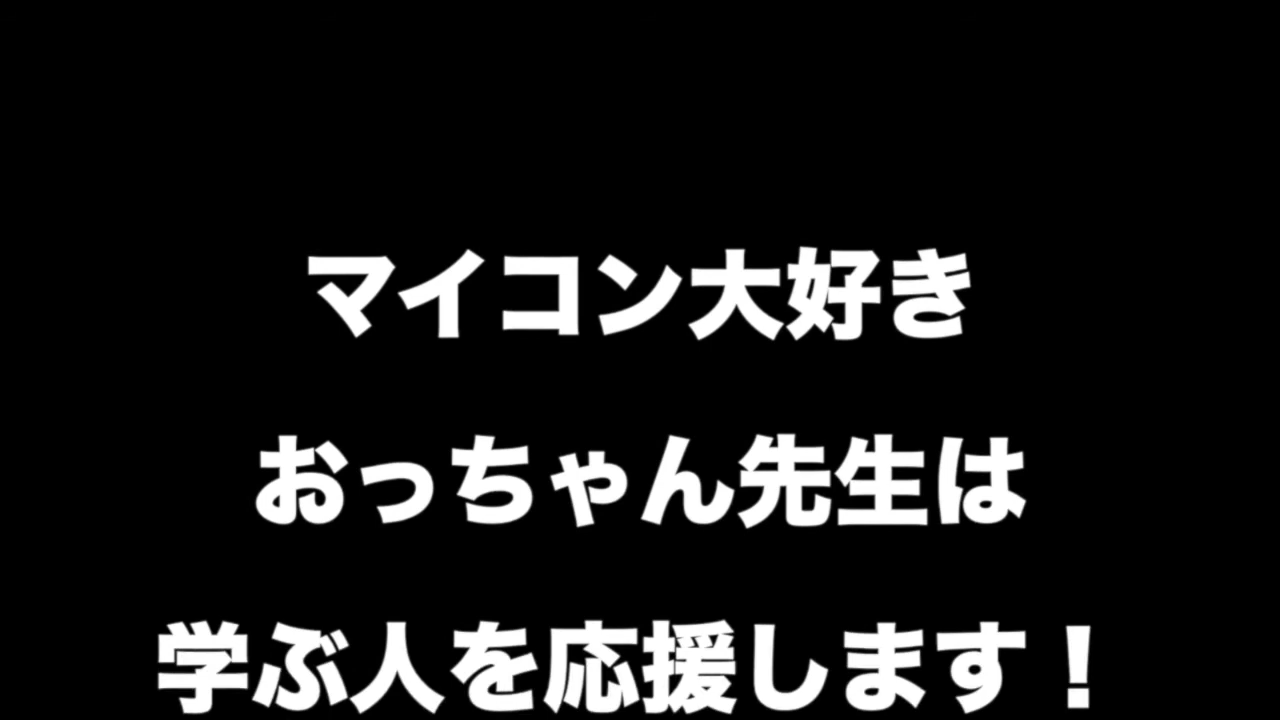 マイコン大好き
おっちゃん先生は
学ぶ人を応援します！